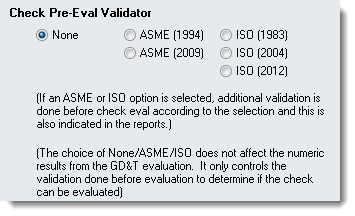 Check Pre-Eval Validator
None ASME (1994) ISO (1983)
ASME (2009) ISO (2004)
ISO (2012)
(If an ASME or ISO option is selected, additional validation is
done before check eval according to the selection and this is
also indicated in the reports.)
(The choice of None/ASME/ISO does not affect the numeric
results from the GD&T evaluation.  It only controls the
validation done before evaluation to determine if the check
can be evaluated)